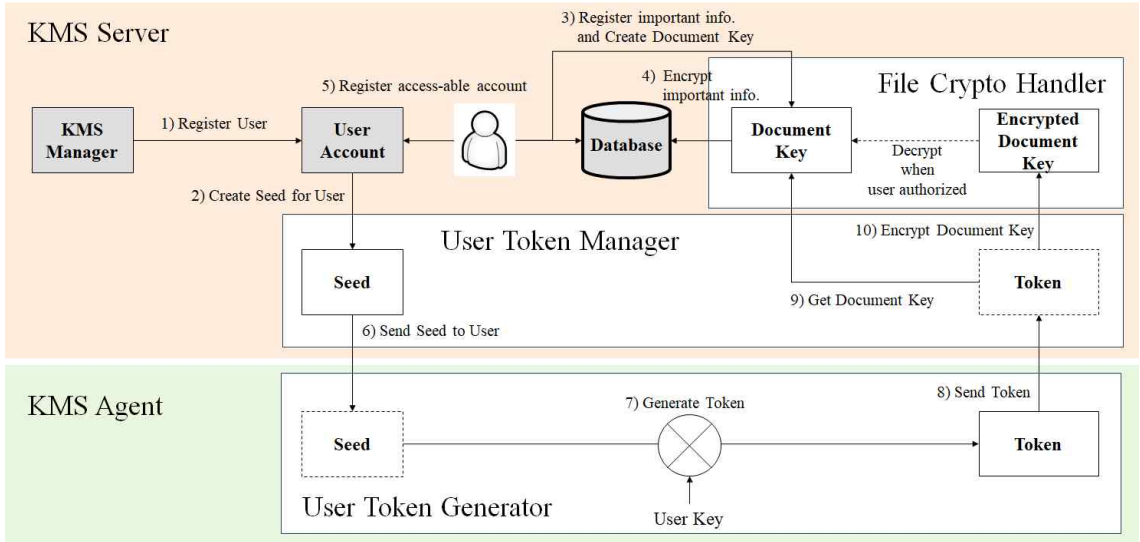 KMS Server
3) Register important info.
and Create Document Key
File Crypto Handler
5) Register access-able account
4) Encrypt
important info.
KMS
Manager
1) Register User
User
Account
Database
Document
Key
Encrypted
Document
Key
Decrypt
when
user authorized
2) Create Seed for User
User Token Manager
10) Encrypt Document Key
Seed
Token
9) Get Document Key
6) Send Seed to User
KMS Agent
7) Generate Token
8) Send Token
Seed
Token
User Token Generator
User Key